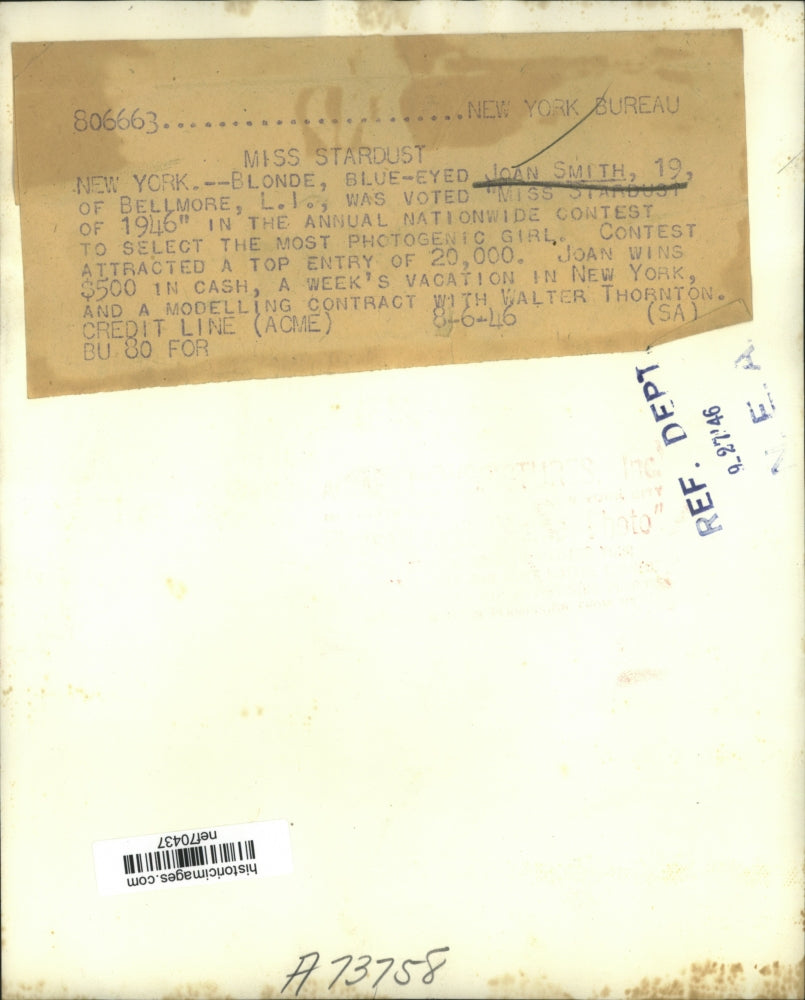 806663.......................NEW YORK BUREAU
MISS STARDUST
NEW YORK.--BLONDE, BLUE-EYED JOAN SMITH, 19,
OF BELLMORE, L.I., WAS VOTED "MISS STARDUST
OF 1946" IN THE ANNUAL NATIONWIDE CONTEST
TO SELECT THE MOST PHOTOGENIC GIRL. CONTEST
ATTRACTED A TOP ENTRY OF 20,000. JOAN WINS
$500 IN CASH, A WEEK'S VACATION IN NEW YORK,
AND A MODELLING CONTRACT WITH WALTER THORNTON.
CREDIT LINE (ACME) 8-6-46 (SA)
BU 80 FOR
REF. DEPT
9-27-46
N.E.A.
historicimages.com
nef70437
A 73758